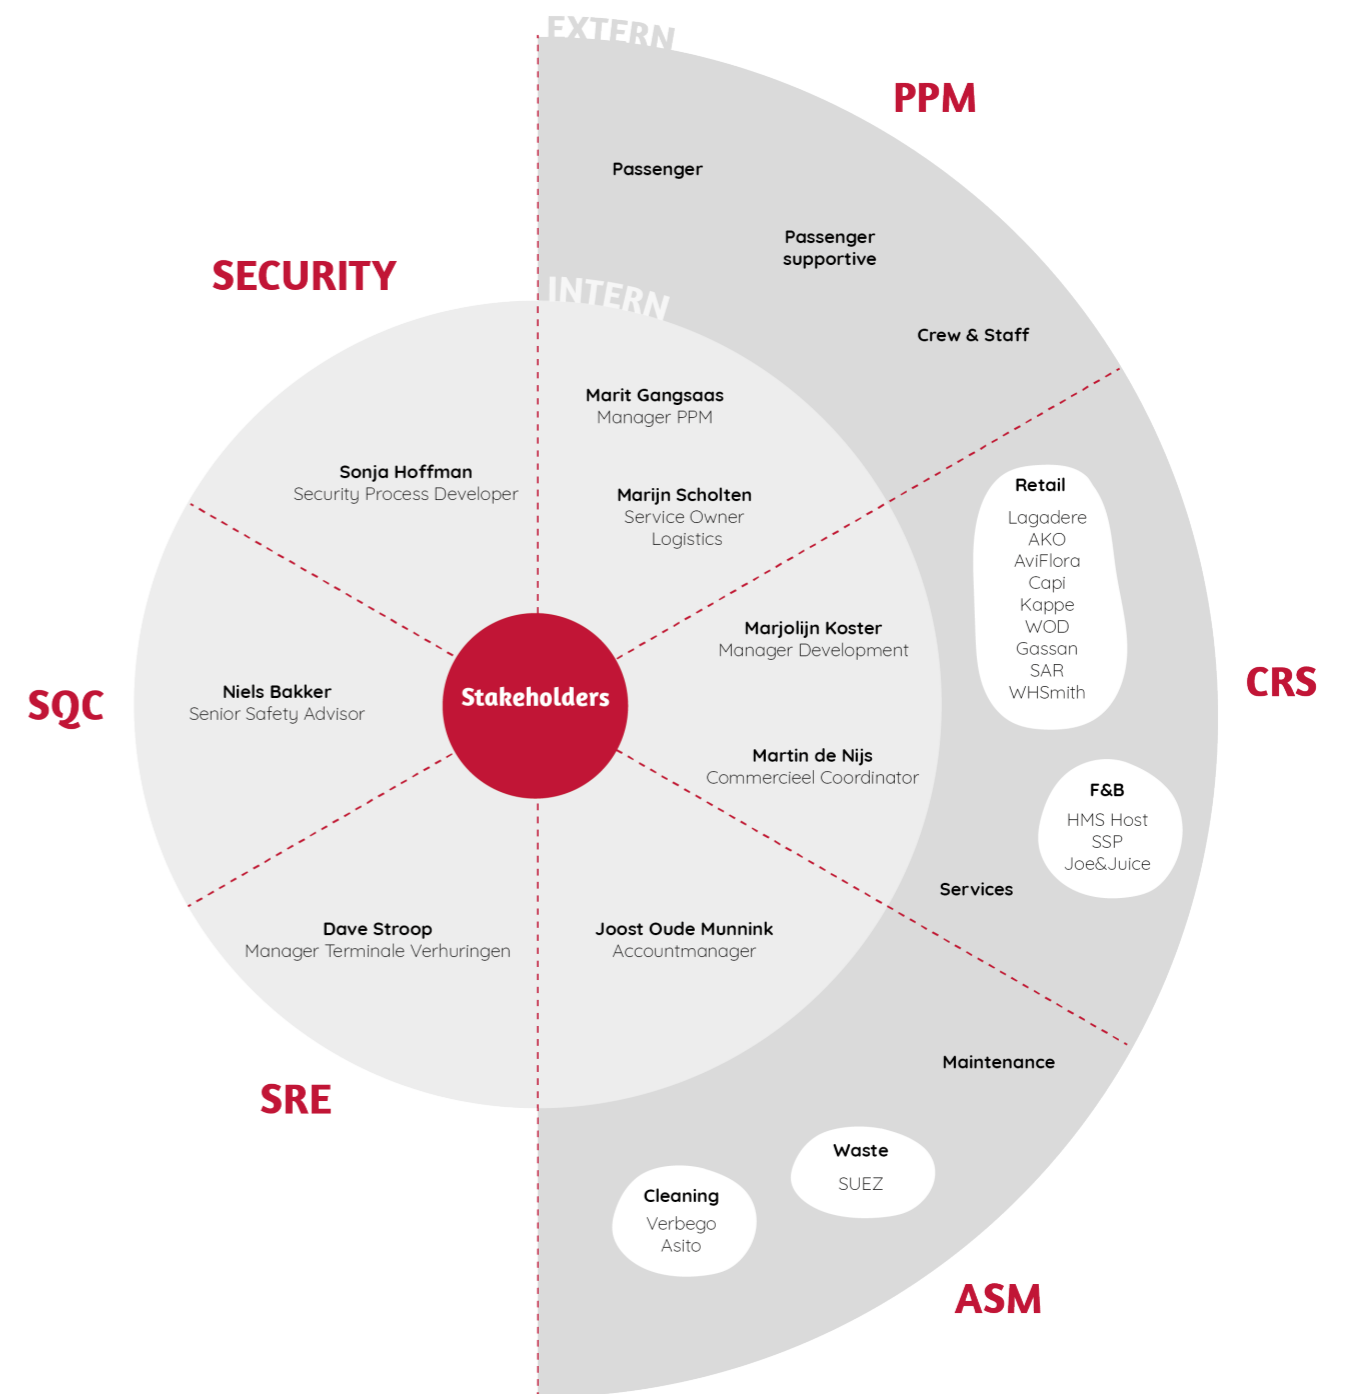 EXTERN
PPM
Passenger
Passenger
supportive
Crew & Staff
SECURITY
INTERN
Marit Gangsaas
Manager PPM
Sonja Hoffman
Security Process Developer
Marijn Scholten
Service Owner
Logistics
Retail
Lagadere
AKO
AviFlora
Capi
Kappe
WOD
Gassan
SAR
WHSmith
Marjolijn Koster
Manager Development
CRS
SQC
Niels Bakker
Senior Safety Advisor
Stakeholders
Martin de Nijs
Commercieel Coordinator
F&B
HMS Host
SSP
Joe&Juice
Services
Dave Stroop
Manager Terminale Verhuringen
Joost Oude Munnink
Accountmanager
Maintenance
SRE
Waste
SUEZ
Cleaning
Verbego
Asito
ASM